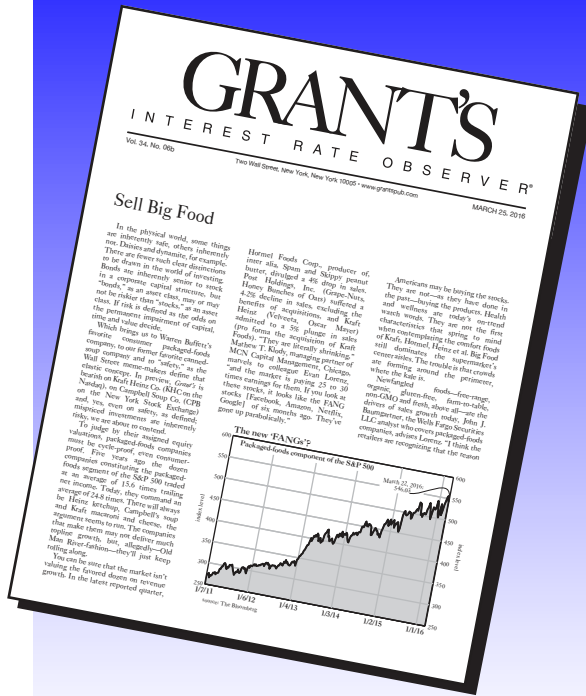 GRANT'S
INTEREST RATE OBSERVER®
Vol. 34, No. 06b
Two Wall Street, New York, New York 10005 • www.grantspub.com
MARCH 25, 2016
Sell Big Food
In the physical world, some things
are inherently safe, others inherently
not. Daisies and dynamite, for example.
There are fewer such clear distinctions
to be drawn in the world of investing.
Bonds are inherently senior to stock
in a corporate capital structure, but
"bonds," as an asset class, may or may
not be riskier than "stocks," as an asset
class. If risk is defined as the odds on
the permanent impairment of capital,
time and value decide.
Which brings us to Warren Buffett's
favorite consumer packaged-foods
company, to our former favorite canned-
soup company and to "safety," as the
Wall Street meme-makers define that
elastic concept. In preview, Grant's is
bearish on Kraft Heinz Co. (KHC on the
Nasdaq), on Campbell Soup Co. (CPB
on the New York Stock Exchange)
and, yes, even on safety, as defined;
mispriced investments are inherently
risky, we are about to contend.
To judge by their assigned equity
valuations, packaged-foods companies
must be cycle-proof, even consumer-
proof. Five years ago the dozen
companies constituting the packaged-
foods segment of the S&P 500 traded
at an average of 15.6 times trailing
net income. Today, they command an
average of 24.8 times. There will always
be Heinz ketchup, Campbell's soup
and Kraft macaroni and cheese, the
argument seems to run. The companies
that make them may not deliver much
topline growth, but, allegedly—Old
Man River-fashion—they'll just keep
rolling along.
You can be sure that the market isn't
valuing the favored dozen on revenue
growth. In the latest reported quarter,
Hormel Foods Corp., producer of,
inter alia, Spam and Skippy peanut
butter, divulged a 4% drop in sales.
Post Holdings, Inc. (Grape-Nuts,
Honey Bunches of Oats) suffered a
4.2% decline in sales, excluding the
benefits of acquisitions, and Kraft
Heinz (Velveeta, Oscar Mayer)
admitted to a 5% plunge in sales
(pro forma the acquisition of Kraft
Foods). "They are literally shrinking,"
Mathew T. Klody, managing partner of
MCN Capital Management, Chicago,
marvels to colleague Evan Lorenz,
"and the market is paying 25 to 30
times earnings for them. If you look at
these stocks, it looks like the FANG
stocks [Facebook, Amazon, Netflix,
Google] of six months ago. They've
gone up parabolically."
Americans may be buying the stocks.
They are not—as they have done in
the past—buying the products. Health
and wellness are today's on-trend
watch words. They are not the first
characteristics that spring to mind
when contemplating the comfort foods
of Kraft, Hormel, Heinz et al. Big Food
still dominates the supermarket's
center aisles. The trouble is that crowds
are forming around the perimeter,
where the kale is.
Newfangled foods—free-range,
organic, gluten-free, farm-to-table,
non-GMO and fresh, above all—are the
drivers of sales growth today, John J.
Baumgartner, the Wells Fargo Securities
LLC analyst who covers packaged-foods
companies, advises Lorenz. "I think the
retailers are recognizing that the reason
The new 'FANGs'?
Packaged-foods component of the S&P 500
March 22, 2016:
546.03
index level
index level
600
550
500
450
400
350
300
250
600
550
500
450
400
350
300
250
1/7/11
1/6/12
1/4/13
1/3/14
1/2/15
1/1/16
source: The Bloomberg